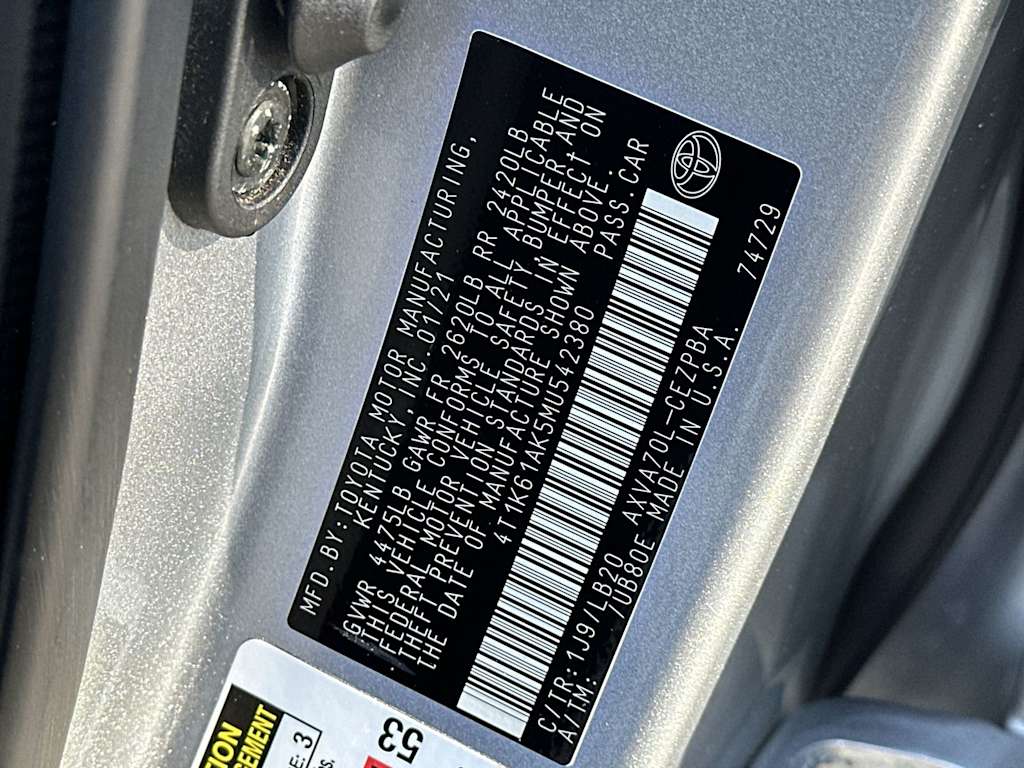 MFD.BY:TOYOTA MOTOR MANUFACTURING,
KENTUCKY, INC.01/21
GVWR 4475LB GAWR FR 2620LB RR 2420LB
THIS VEHICLE CONFORMS TO ALL APPLICABLE
FEDERAL MOTOR VEHICLE SAFETY, BUMPER AND
THEFT PREVENTION STANDARDS IN EFFECT ON
THE DATE OF MANUFACTURE SHOWN ABOVE.
4T1K61AK5MU542380 PASS.CAR
C/TR:1J9/LB20 74729
A/TM: 7UB80E AXVA70L-CEZPBA
MADE IN U.S.A.
53
3